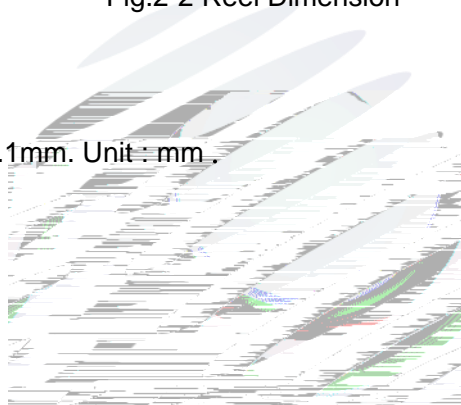 Fig.2-2 Reel Dimension
.1mm. Unit : mm .